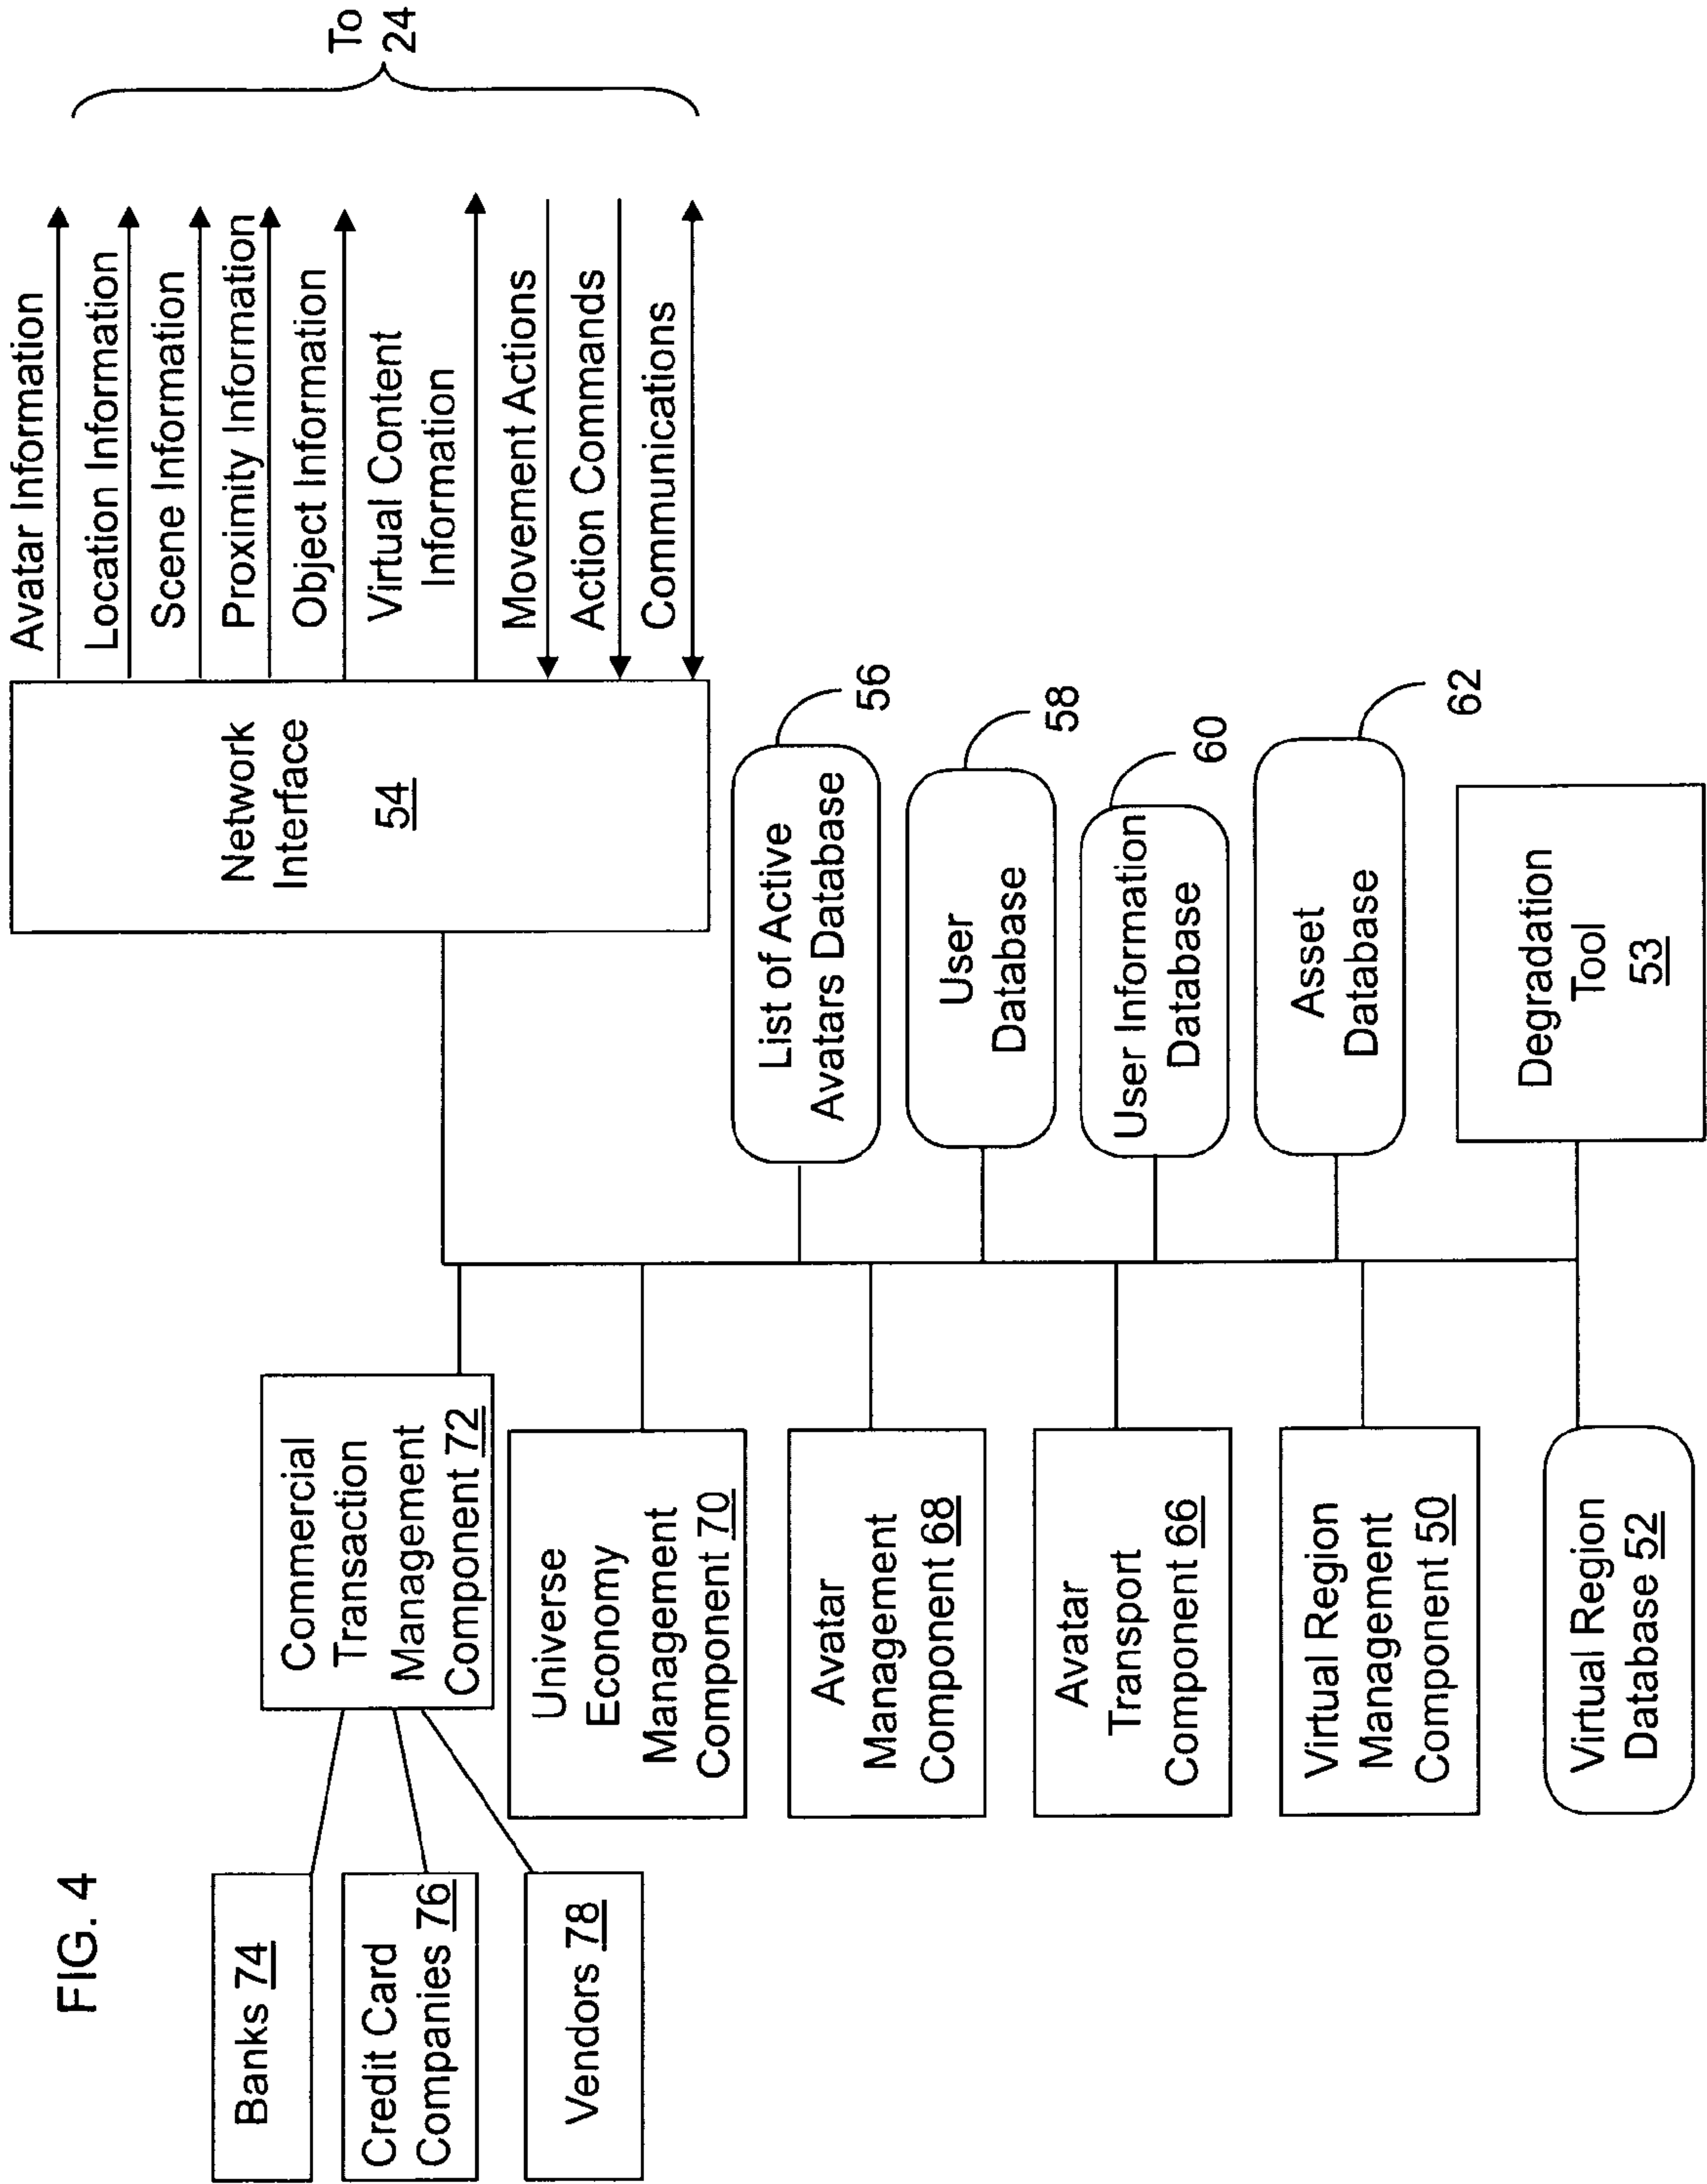 FIG. 4
Banks 74
Credit Card
Companies 76
Vendors 78
Commercial
Transaction
Management
Component 72
Universe
Economy
Management
Component 70
Avatar
Management
Component 68
Avatar
Transport
Component 66
Virtual Region
Management
Component 50
Virtual Region
Database 52
Network
Interface
54
List of Active
Avatars Database
56
User
Database
58
User Information
Database
60
Asset
Database
62
Degradation
Tool
53
Avatar Information
Location Information
Scene Information
Proximity Information
Object Information
Virtual Content
Information
Movement Actions
Action Commands
Communications
To
24